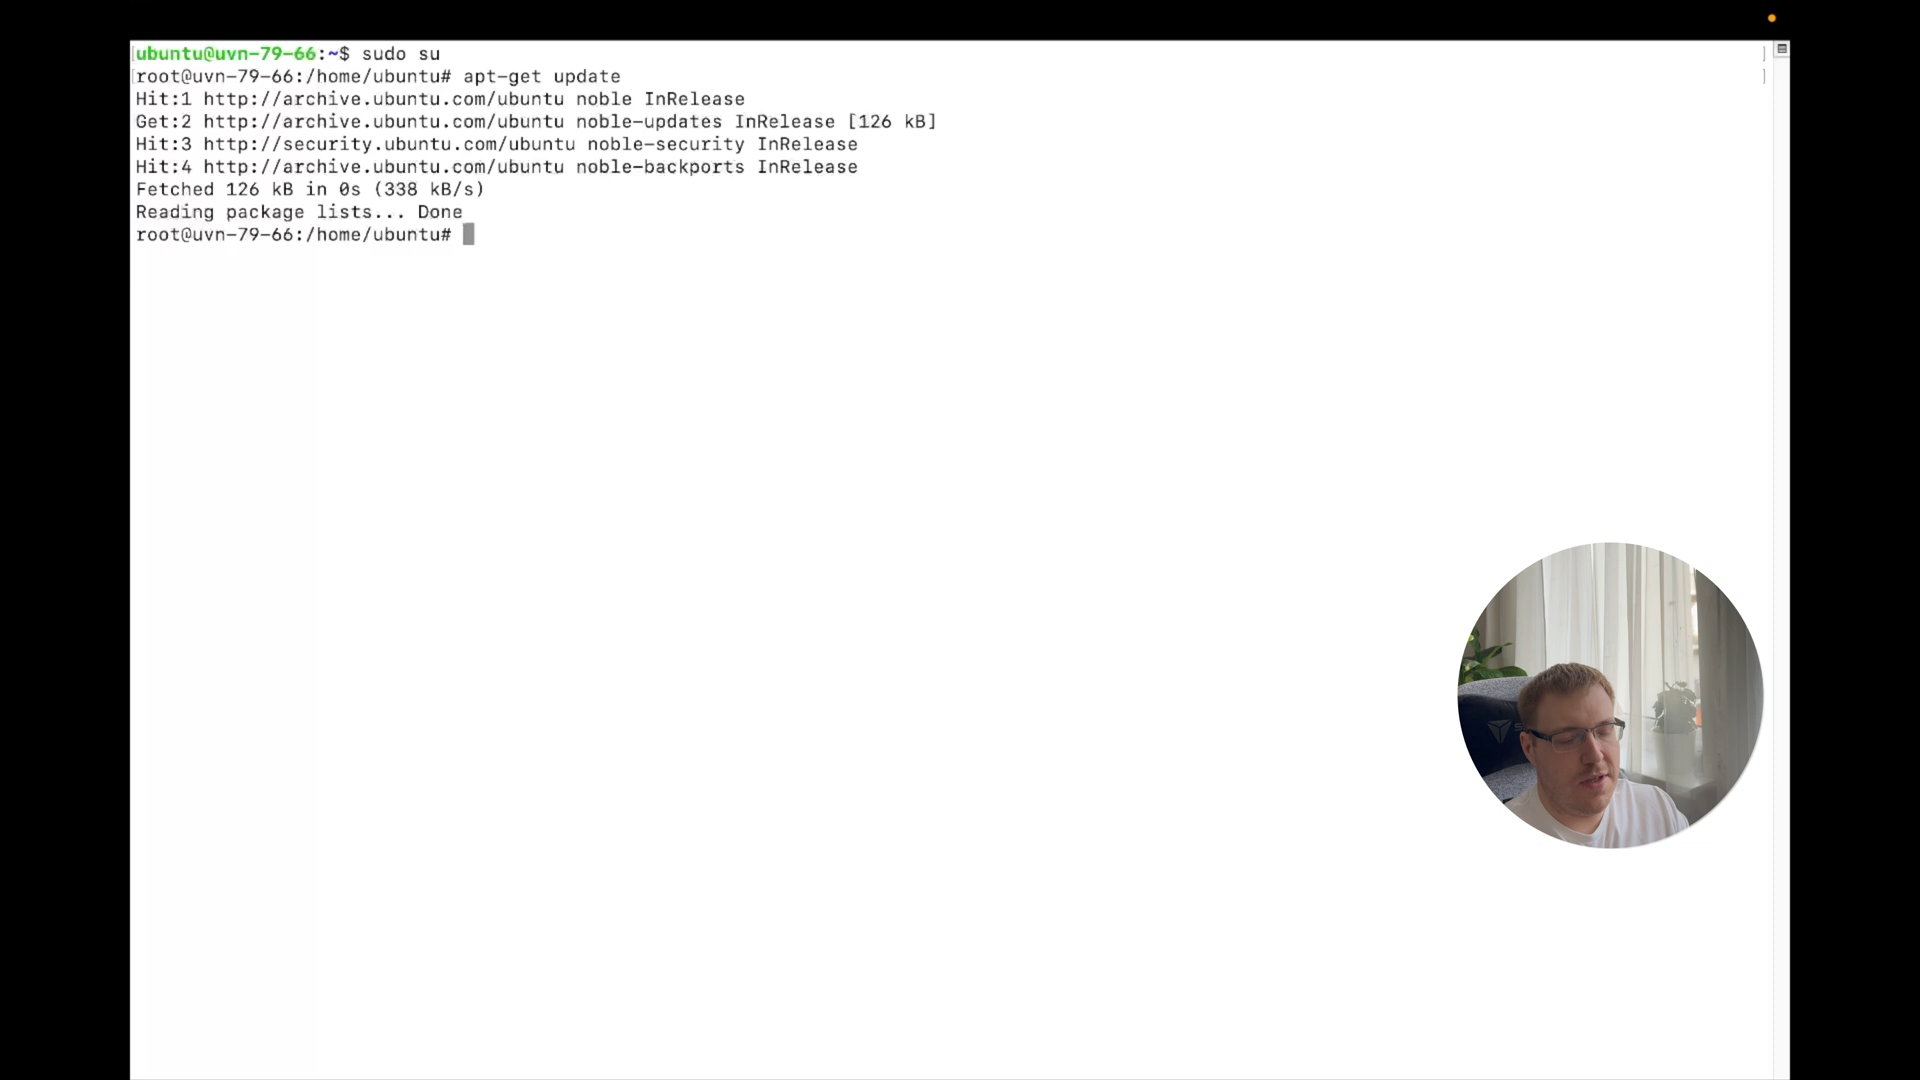 ubuntu@uvn-79-66:~$ sudo su
root@uvn-79-66:/home/ubuntu# apt-get update
Hit:1 http://archive.ubuntu.com/ubuntu noble InRelease
Get:2 http://archive.ubuntu.com/ubuntu noble-updates InRelease [126 kB]
Hit:3 http://security.ubuntu.com/ubuntu noble-security InRelease
Hit:4 http://archive.ubuntu.com/ubuntu noble-backports InRelease
Fetched 126 kB in 0s (338 kB/s)
Reading package lists... Done
root@uvn-79-66:/home/ubuntu#